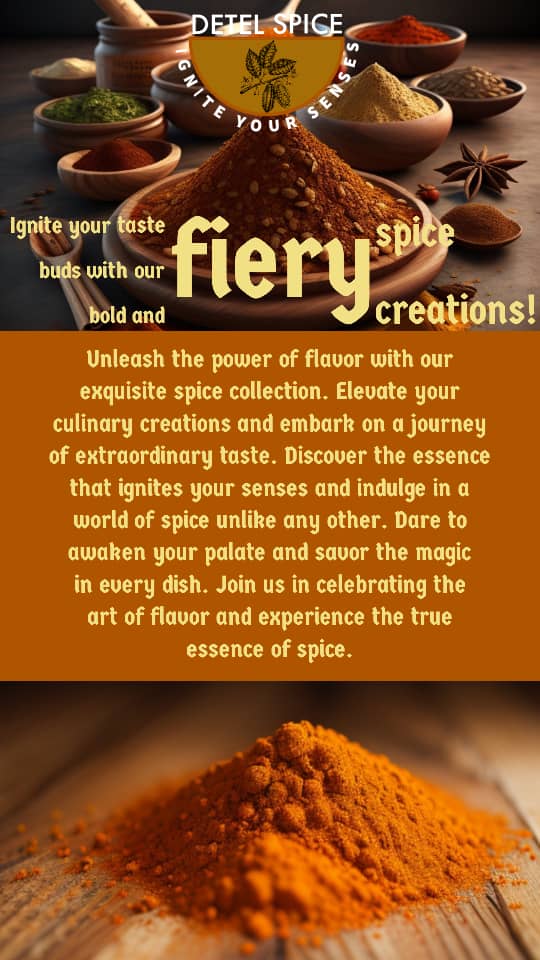 DETEL SPICE
IGNITE YOUR SENSES
Ignite your taste
buds with our
bold and
fiery
spice
creations!
Unleash the power of flavor with our
exquisite spice collection. Elevate your
culinary creations and embark on a journey
of extraordinary taste. Discover the essence
that ignites your senses and indulge in a
world of spice unlike any other. Dare to
awaken your palate and savor the magic
in every dish. Join us in celebrating the
art of flavor and experience the true
essence of spice.